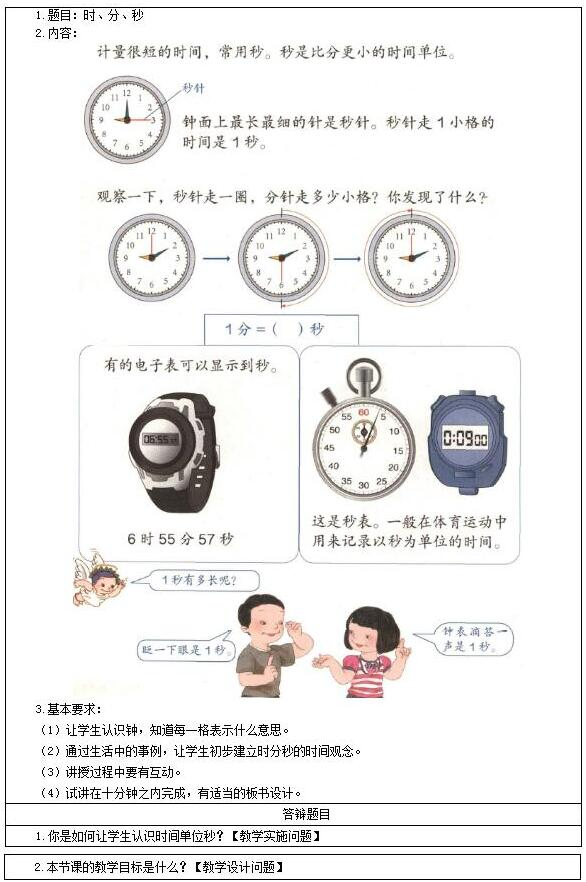 1.题目：时、分、秒
2.内容：
计量很短的时间，常用秒。秒是比分更小的时间单位。
秒针
钟面上最长最细的针是秒针。秒针走1小格的
时间是1秒。
观察一下，秒针走一圈，分针走多少小格？你发现了什么？
1分=（ ）秒
有的电子表可以显示到秒。
06:55 57
6时55分57秒
0:0900
这是秒表。一般在体育运动中
用来记录以秒为单位的时间。
1秒有多长呢？
眨一下眼是1秒。
钟表滴答一
声是1秒。
3.基本要求：
（1）让学生认识钟，知道每一格表示什么意思。
（2）通过生活中的事例，让学生初步建立时分秒的时间观念。
（3）讲授过程中要有互动。
（4）试讲在十分钟之内完成，有适当的板书设计。
答辩题目
1.你是如何让学生认识时间单位秒？【教学实施问题】
2.本节课的教学目标是什么？【教学设计问题】